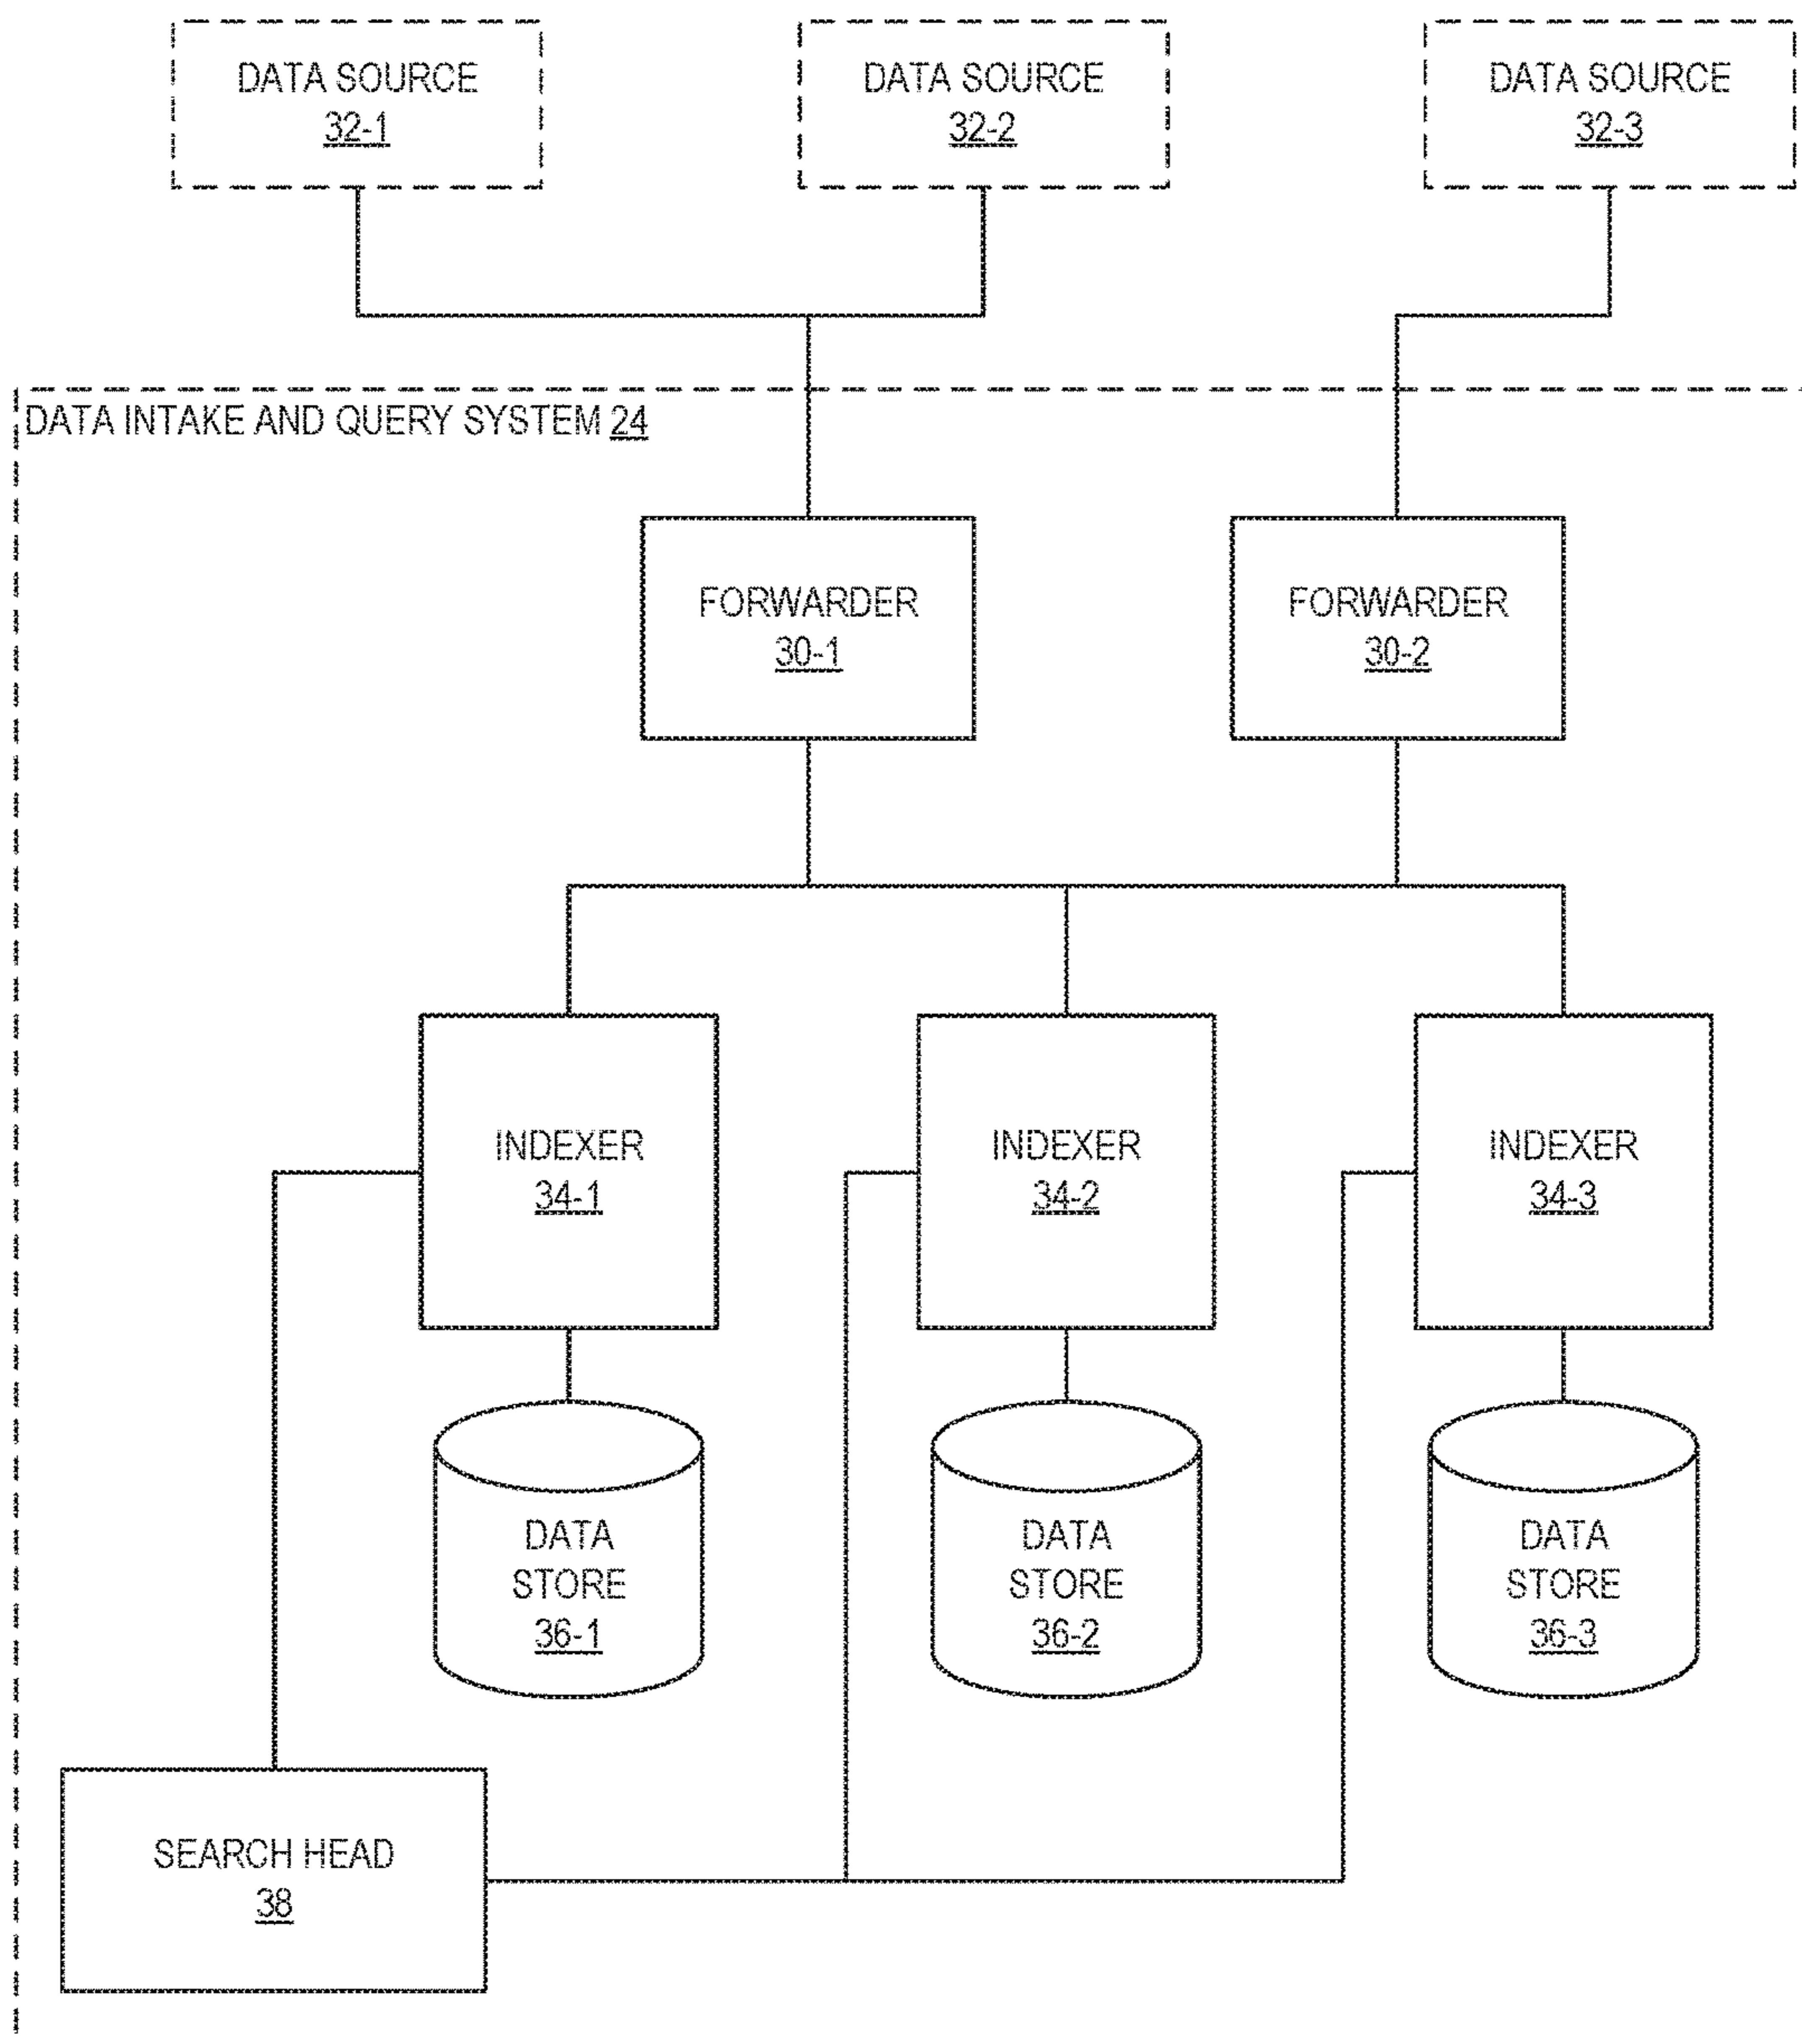 DATA SOURCE
32-1
DATA SOURCE
32-2
DATA SOURCE
32-3
DATA INTAKE AND QUERY SYSTEM 24
FORWARDER
30-1
FORWARDER
30-2
INDEXER
34-1
INDEXER
34-2
INDEXER
34-3
DATA
STORE
36-1
DATA
STORE
36-2
DATA
STORE
36-3
SEARCH HEAD
38